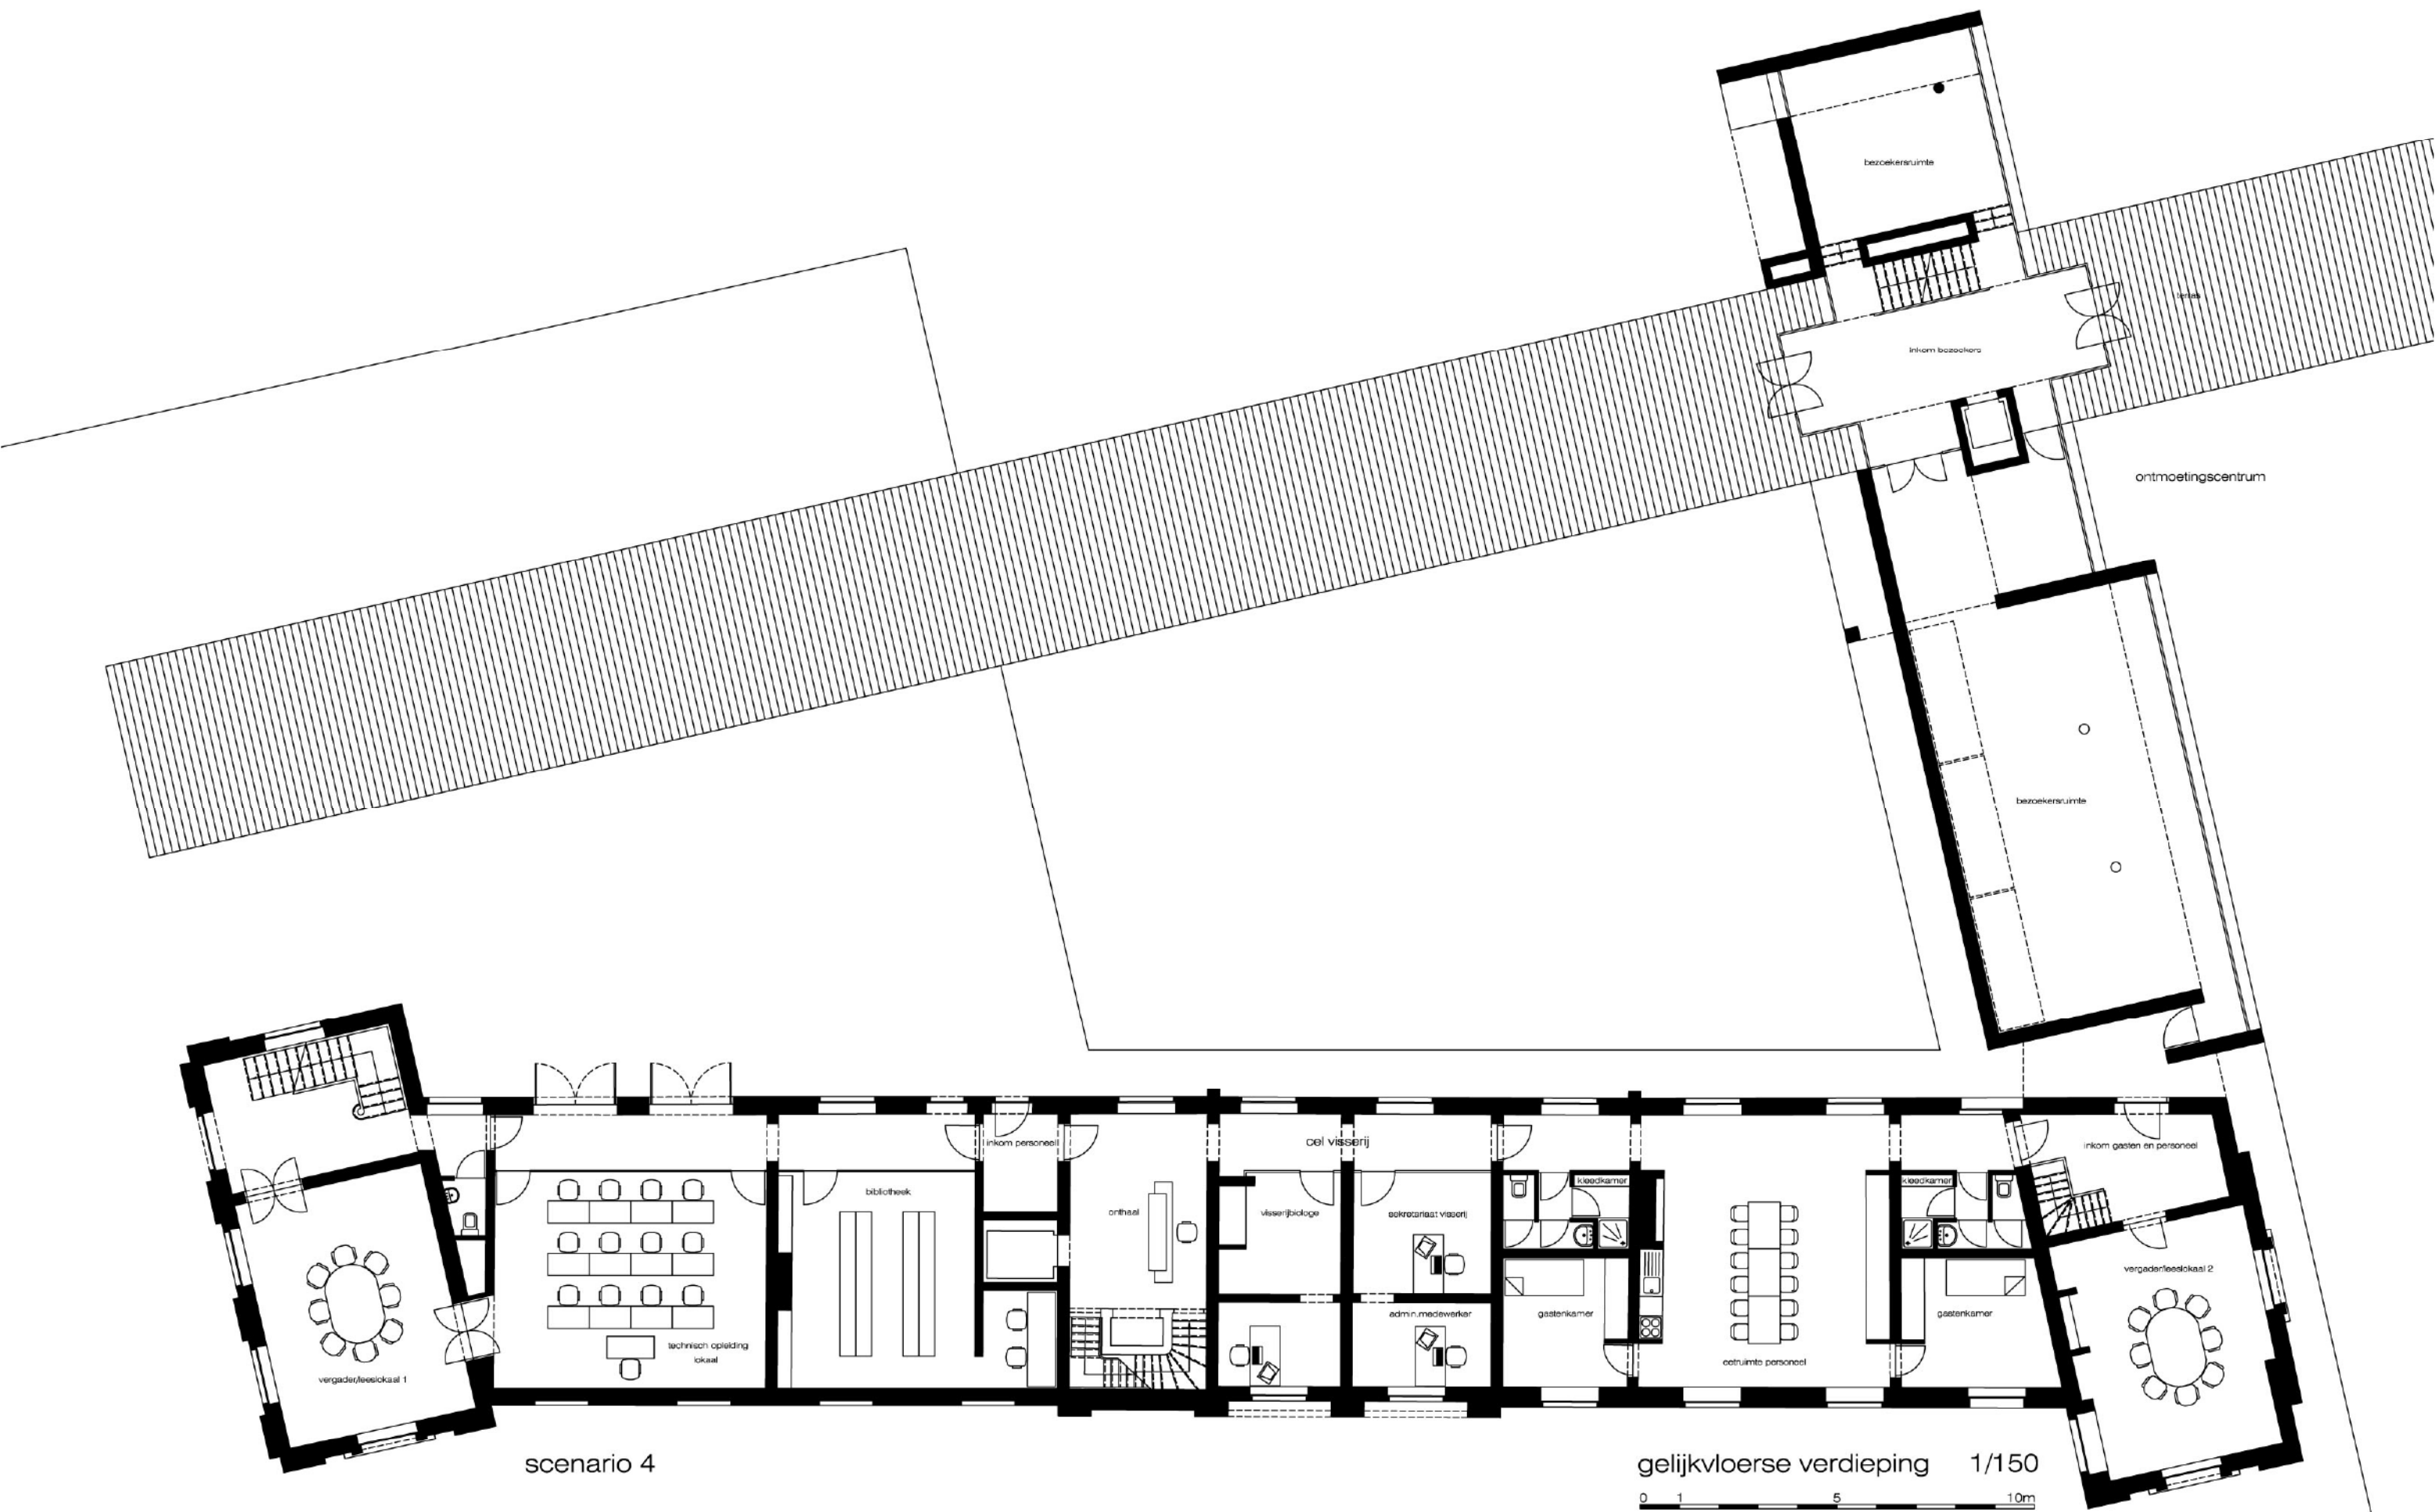 bezoekersruimte
terras
inkom bezoekers
ontmoetingscentrum
bezoekersruimte
inkom personeel
cel visserij
inkom gasten en personeel
kleedkamer
kleedkamer
bibliotheek
onthaal
visserijbiologe
sekretariaat visserij
vergader/leeslokaal 2
gastenkamer
admin.medewerker
gastenkamer
technisch opleiding
lokaal
eetruimte personeel
vergader/leeslokaal 1
scenario 4
gelijkvloerse verdieping 1/150
0 1 5 10m